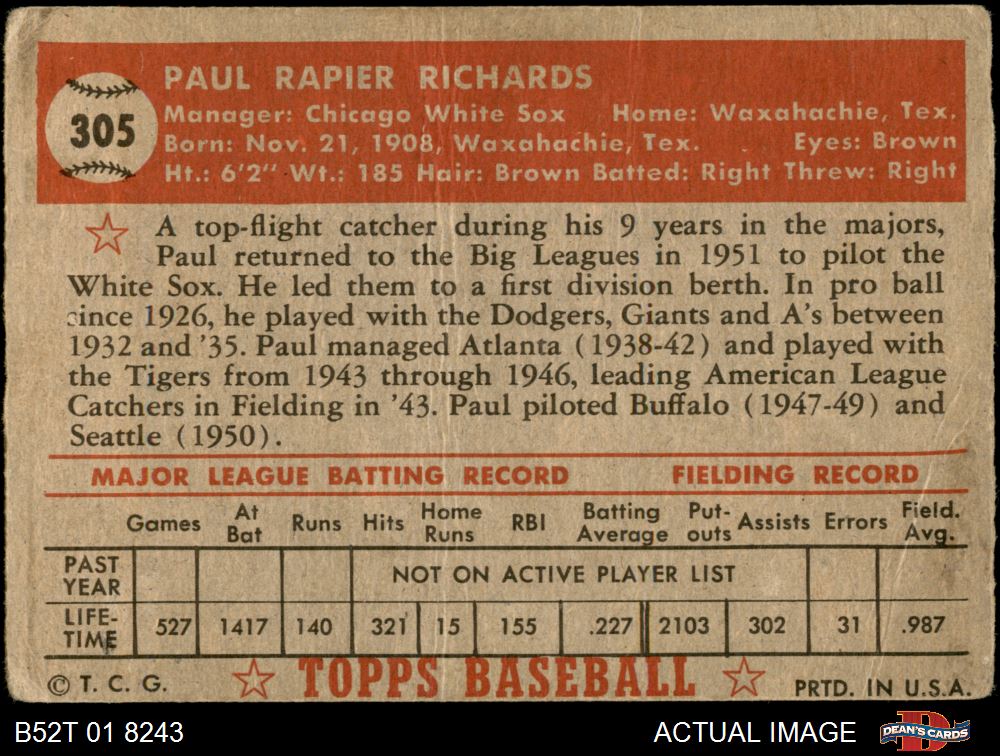 305
PAUL RAPIER RICHARDS
Manager: Chicago White Sox Home: Waxahachie, Tex.
Born: Nov. 21, 1908, Waxahachie, Tex. Eyes: Brown
Ht.: 6'2" Wt.: 185 Hair: Brown Batted: Right Threw: Right
A top-flight catcher during his 9 years in the majors,
Paul returned to the Big Leagues in 1951 to pilot the
White Sox. He led them to a first division berth. In pro ball
since 1926, he played with the Dodgers, Giants and A's between
1932 and '35. Paul managed Atlanta (1938-42) and played with
the Tigers from 1943 through 1946, leading American League
Catchers in Fielding in '43. Paul piloted Buffalo (1947-49) and
Seattle (1950).
MAJOR LEAGUE BATTING RECORD FIELDING RECORD
Games At Bat Runs Hits Home Runs RBI Batting Average Put-outs Assists Errors Field. Avg.
PAST YEAR NOT ON ACTIVE PLAYER LIST
LIFE-TIME 527 1417 140 321 15 155 .227 2103 302 31 .987
© T. C. G. TOPPS BASEBALL PRTD. IN U.S.A.
B52T 01 8243 ACTUAL IMAGE DEAN'S CARDS